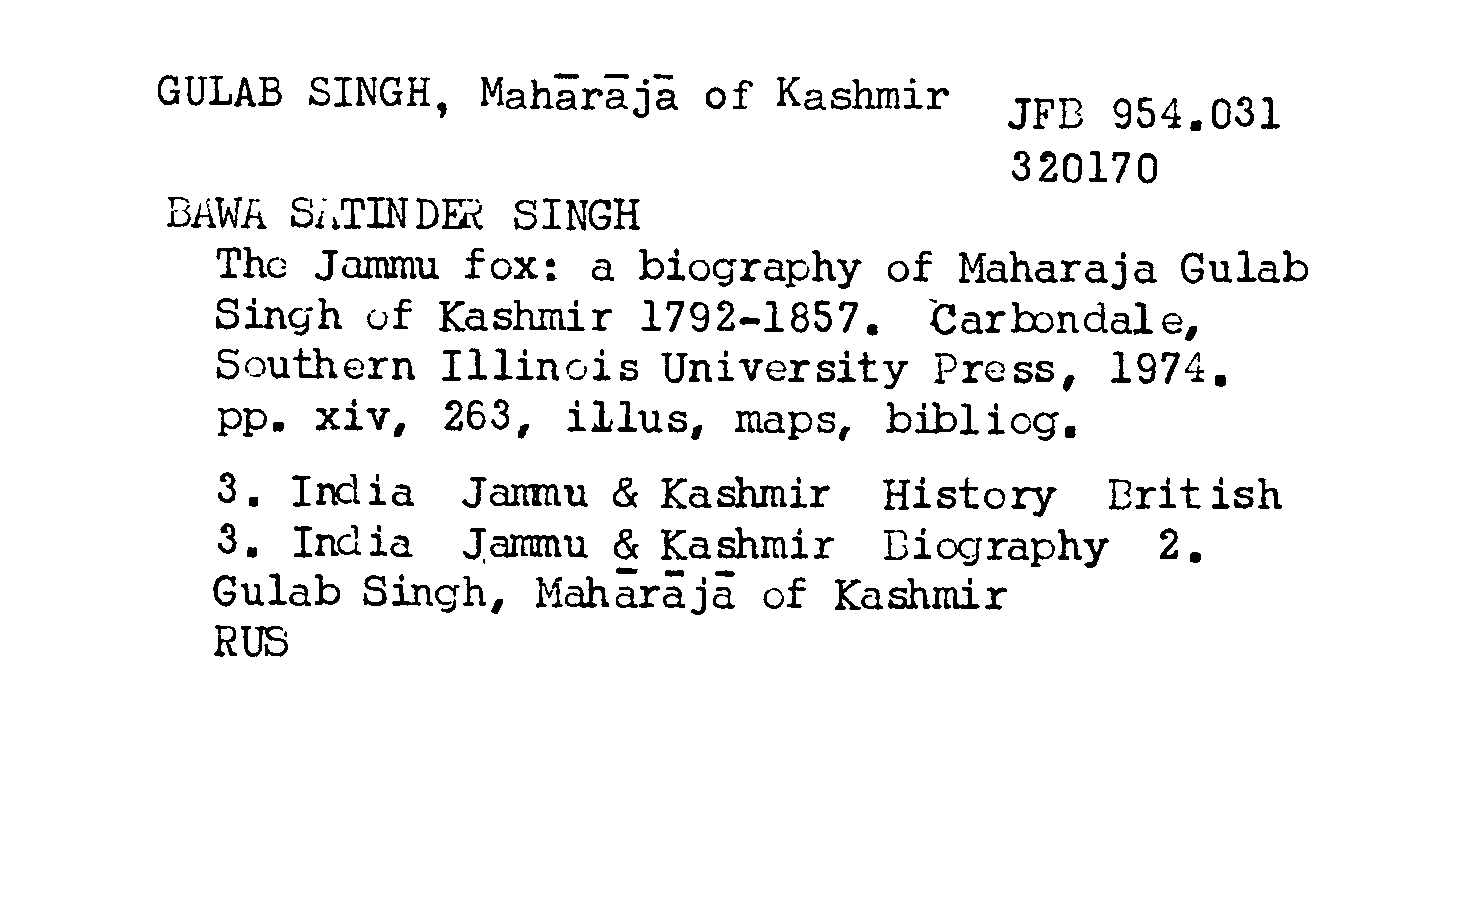 GULAB SINGH, Mahārājā of Kashmir
JFB 954.031
320170
BAWA SATINDER SINGH
The Jammu fox: a biography of Maharaja Gulab
Singh of Kashmir 1792-1857. Carbondale,
Southern Illinois University Press, 1974.
pp. xiv, 263, illus, maps, bibliog.
3. India Jammu & Kashmir History British
3. India Jammu & Kashmir Biography 2.
Gulab Singh, Mahārājā of Kashmir
RUS